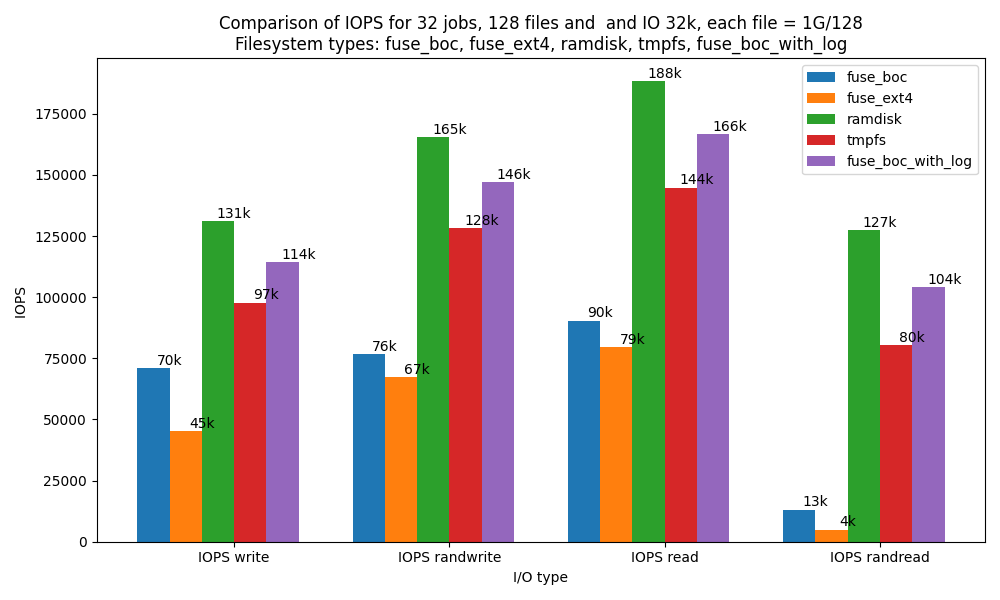 Comparison of IOPS for 32 jobs, 128 files and  and IO 32k, each file = 1G/128
Filesystem types: fuse_boc, fuse_ext4, ramdisk, tmpfs, fuse_boc_with_log
fuse_boc
fuse_ext4
ramdisk
tmpfs
fuse_boc_with_log
IOPS
175000
150000
125000
100000
75000
50000
25000
0
70k
45k
131k
97k
114k
76k
67k
165k
128k
146k
90k
79k
188k
144k
166k
13k
4k
127k
80k
104k
IOPS write
IOPS randwrite
IOPS read
IOPS randread
I/O type